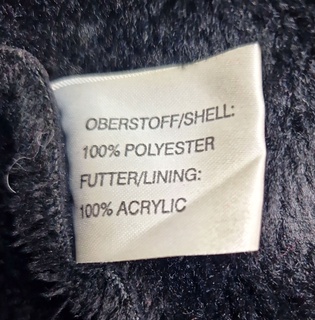 OBERSTOFF/SHELL:
100% POLYESTER
FUTTER/LINING:
100% ACRYLIC